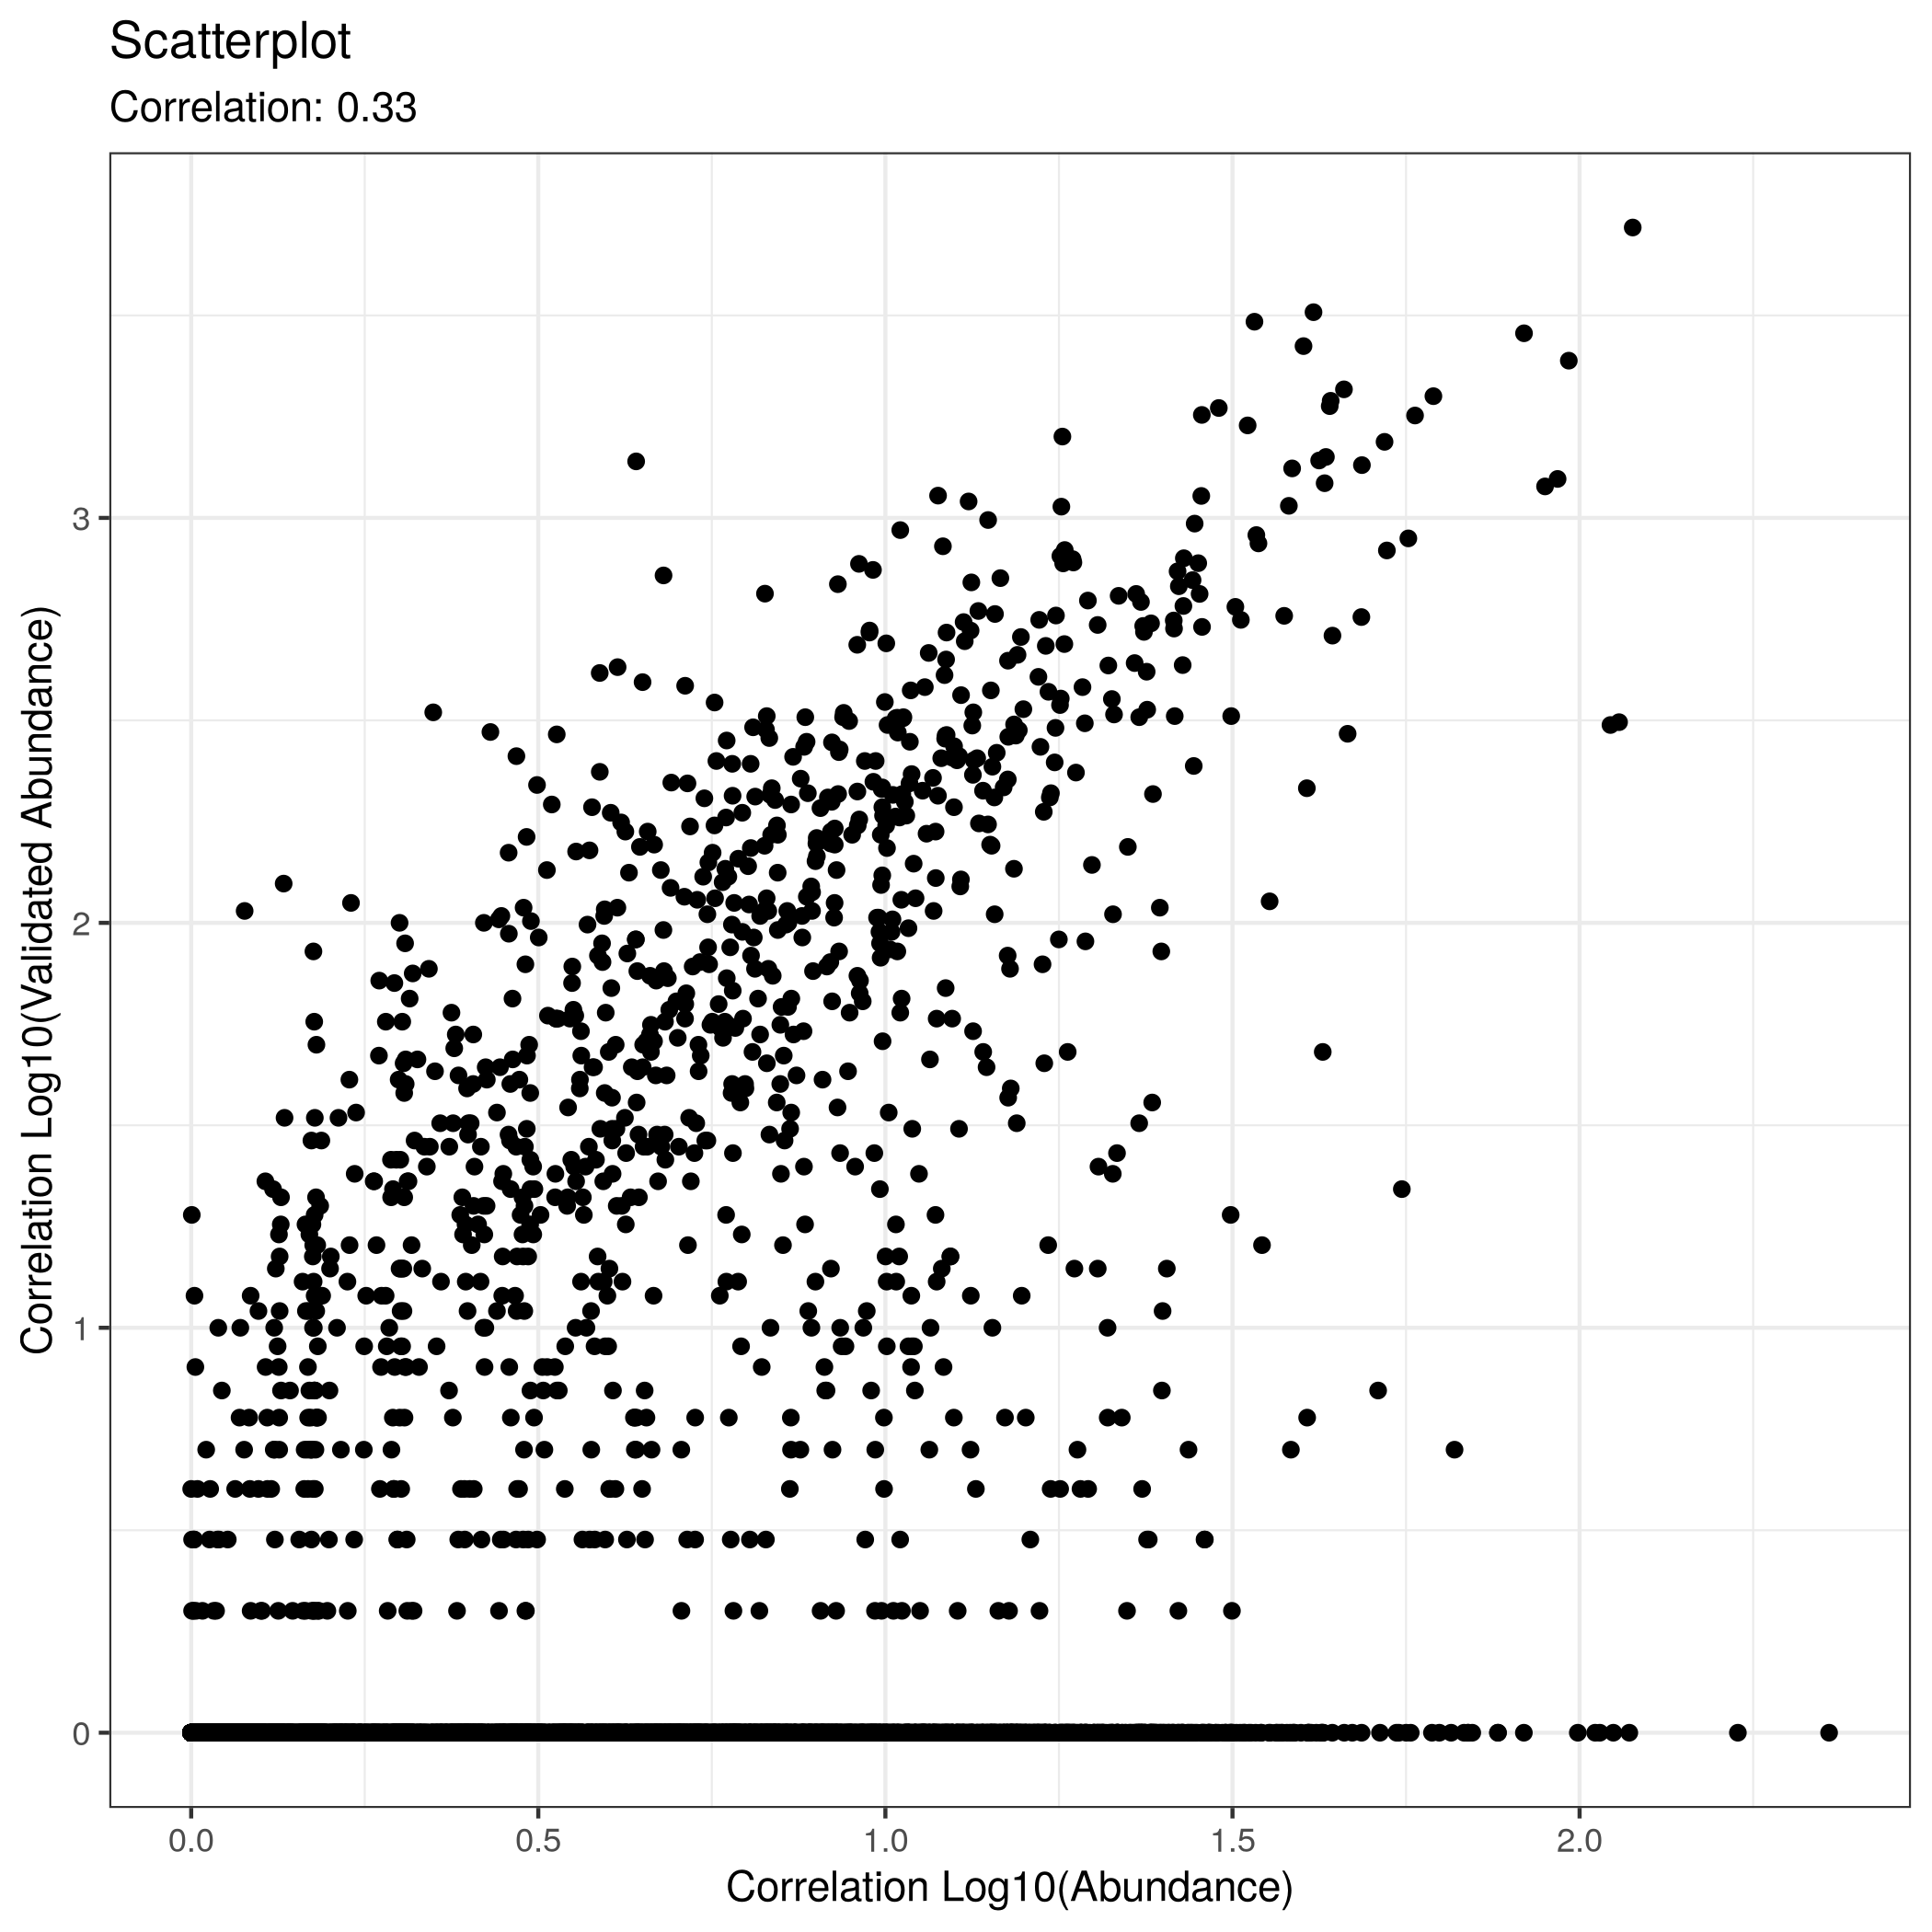 Scatterplot
Correlation: 0.33
Correlation Log10(Validated Abundance)
3
2
1
0
0.0 0.5 1.0 1.5 2.0
Correlation Log10(Abundance)